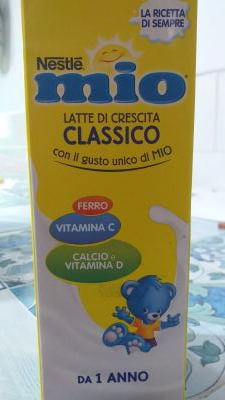 LA RICETTA
DI SEMPRE
Nestlé
mio
LATTE DI CRESCITA
CLASSICO
con il gusto unico di MIO
FERRO
VITAMINA C
CALCIO e
VITAMINA D
DA 1 ANNO